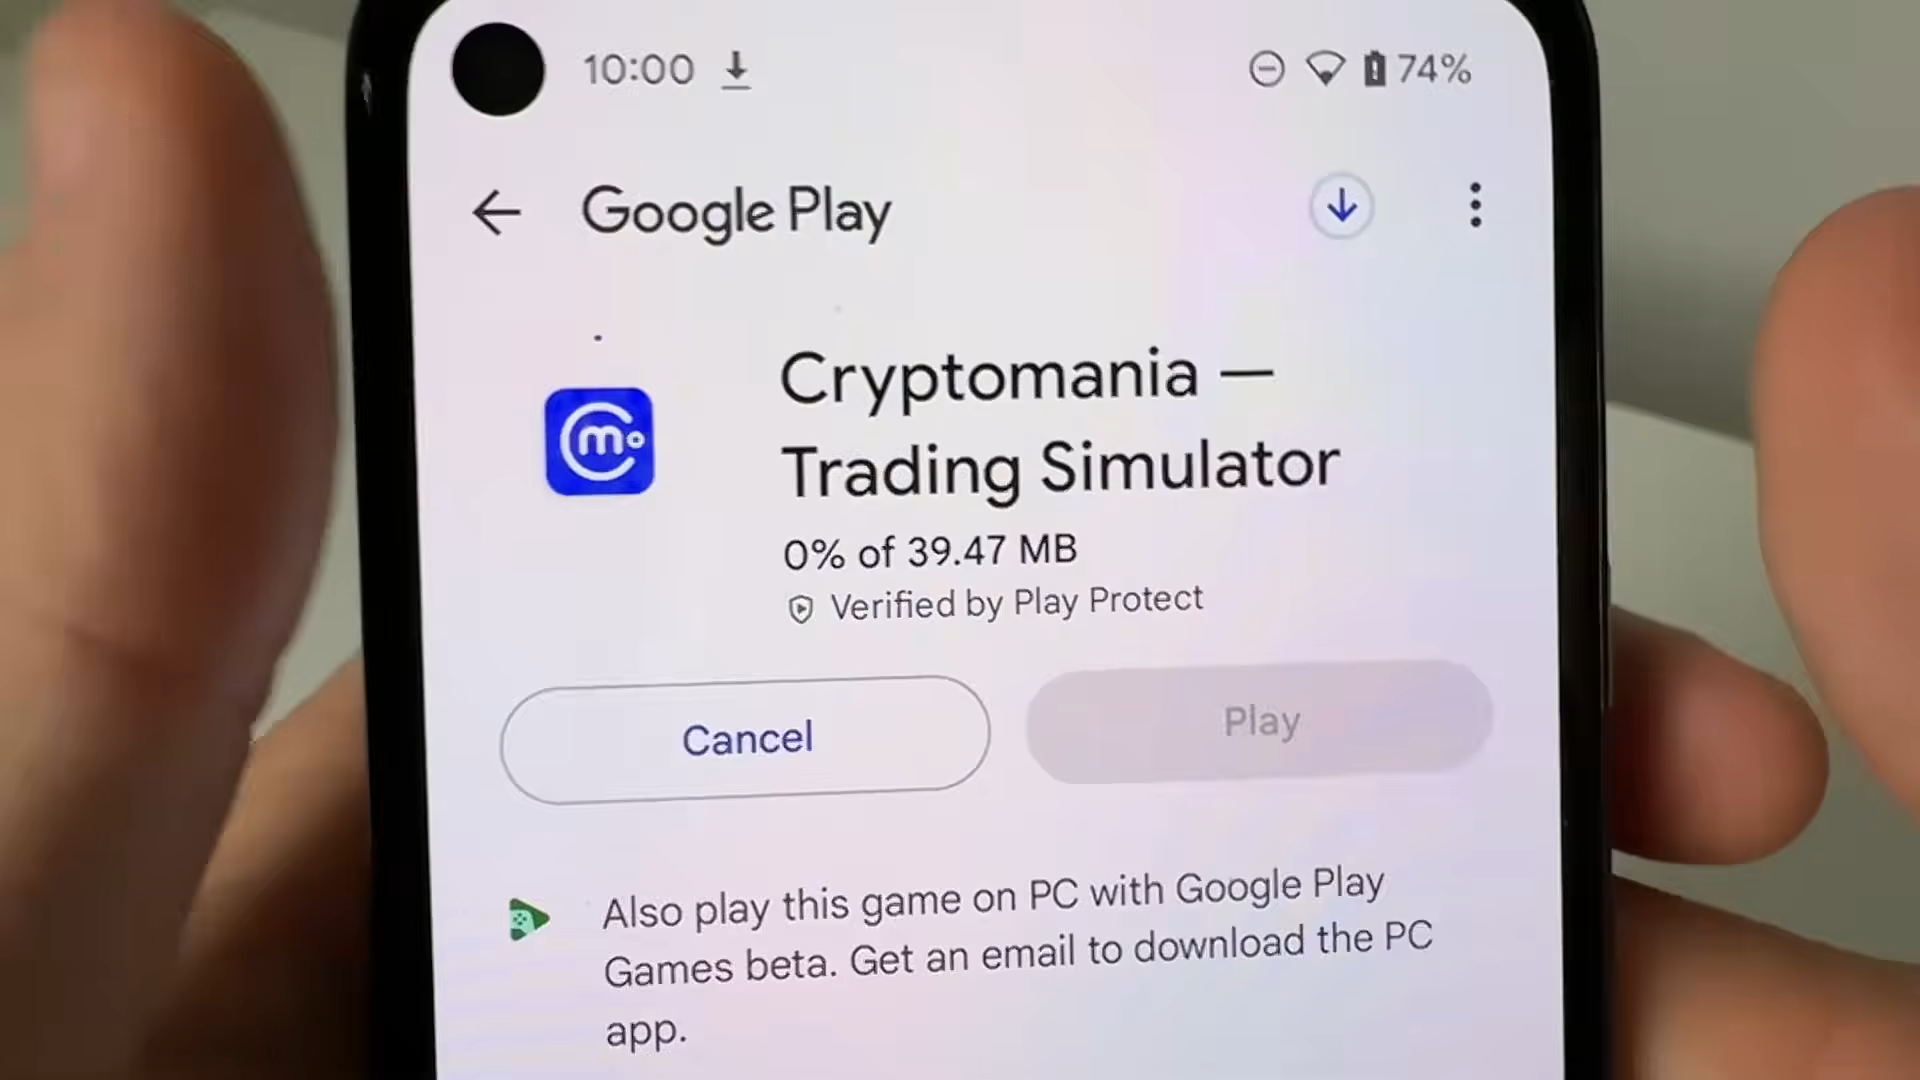 10:00
74%
Google Play
Cryptomania —
Trading Simulator
cm
0% of 39.47 MB
Verified by Play Protect
Cancel
Play
Also play this game on PC with Google Play
Games beta. Get an email to download the PC
app.